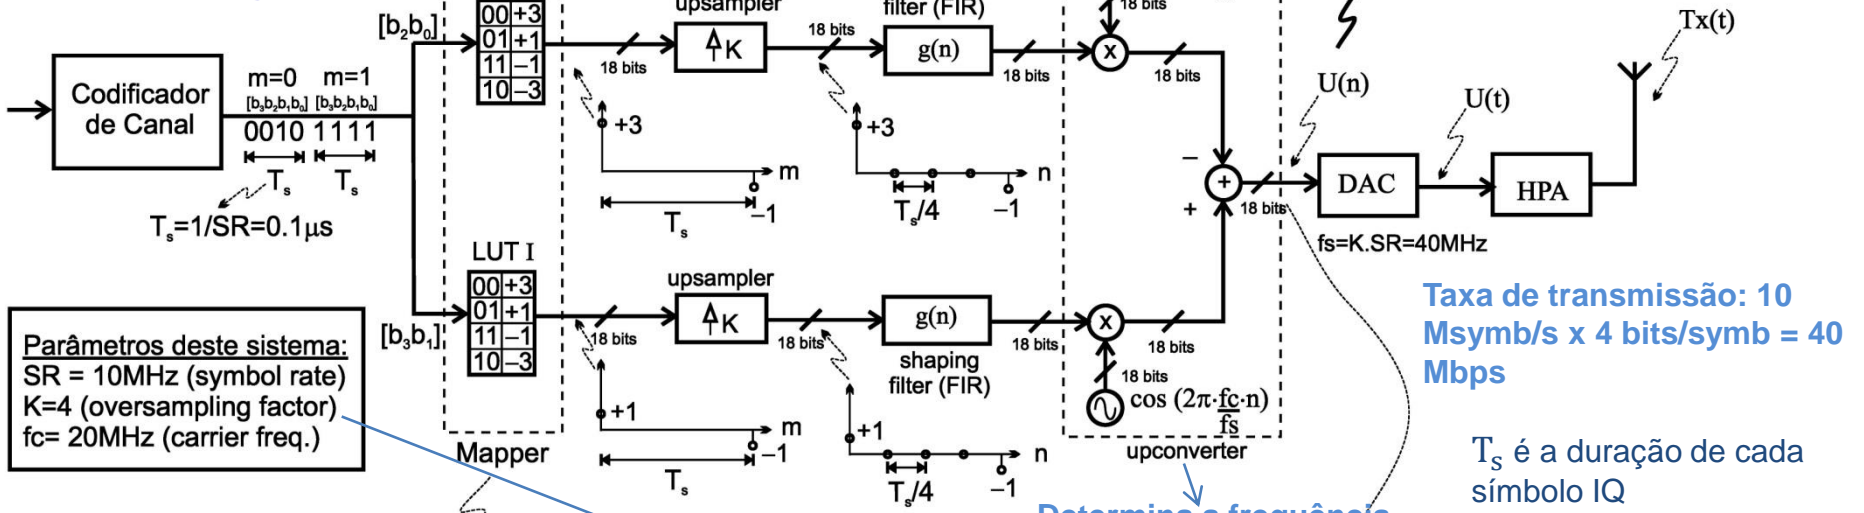 upsampler
filter (FIR)
18 bits
[b₂b₀]
00 +3
01 +1
11 −1
10 −3
18 bits
K
18 bits
g(n)
18 bits
x
18 bits
Tx(t)
Codificador
de Canal
m=0 m=1
[b₃b₂b₁b₀] [b₃b₂b₁b₀]
0010 1111
Tₛ Tₛ
Tₛ=1/SR=0.1μs
+3
m
Tₛ
−1
+3
n
Tₛ/4
−1
−
+
+
18 bits
U(n)
DAC
U(t)
HPA
fs=K.SR=40MHz
LUT I
00 +3
01 +1
11 −1
10 −3
[b₃b₁]
18 bits
upsampler
K
18 bits
g(n)
shaping
filter (FIR)
18 bits
x
18 bits
18 bits
cos (2π·fc·n)
fs
upconverter
+1
m
Tₛ
−1
+1
n
Tₛ/4
−1
Mapper
Parâmetros deste sistema:
SR = 10MHz (symbol rate)
K=4 (oversampling factor)
fc= 20MHz (carrier freq.)
Taxa de transmissão: 10
Msymb/s x 4 bits/symb = 40
Mbps
Tₛ é a duração de cada
símbolo IQ
Determina a frequência